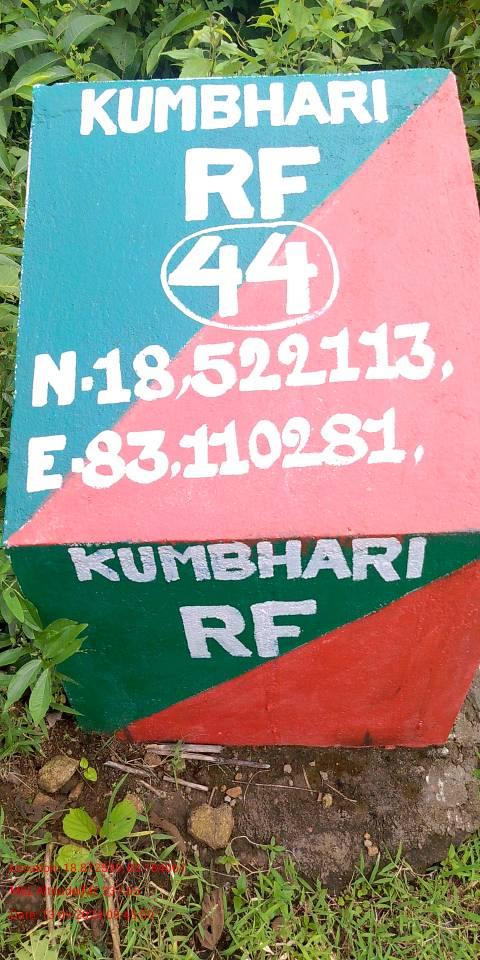 KUMBHARI
RF
44
N.18,522113,
E.83,110281,
KUMBHARI
RF